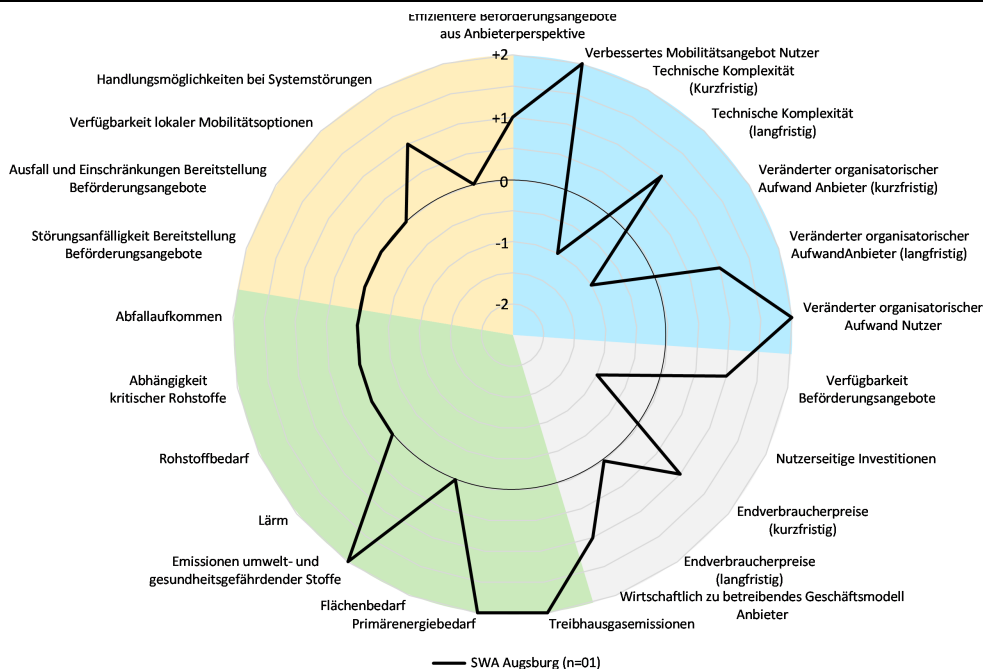 Effizientere Beförderungsangebote
aus Anbieterperspektive
+2
Verbessertes Mobilitätsangebot Nutzer
Technische Komplexität
(Kurzfristig)
Technische Komplexität
(langfristig)
Veränderter organisatorischer
Aufwand Anbieter (kurzfristig)
Veränderter organisatorischer
AufwandAnbieter (langfristig)
Veränderter organisatorischer
Aufwand Nutzer
Verfügbarkeit
Beförderungsangebote
Nutzerseitige Investitionen
Endverbraucherpreise
(kurzfristig)
Endverbraucherpreise
(langfristig)
Wirtschaftlich zu betreibendes Geschäftsmodell
Anbieter
Treibhausgasemissionen
Primärenergiebedarf
Flächenbedarf
Emissionen umwelt- und
gesundheitsgefährdender Stoffe
Lärm
Rohstoffbedarf
Abhängigkeit
kritischer Rohstoffe
Abfallaufkommen
Störungsanfälligkeit Bereitstellung
Beförderungsangebote
Ausfall und Einschränkungen Bereitstellung
Beförderungsangebote
Verfügbarkeit lokaler Mobilitätsoptionen
Handlungsmöglichkeiten bei Systemstörungen
+1
0
-1
-2
SWA Augsburg (n=01)